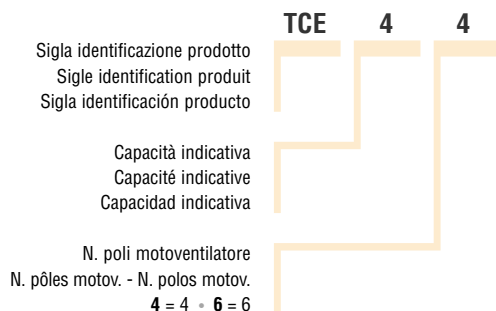 TCE 4 4
Sigla identificazione prodotto
Sigle identification produit
Sigla identificación producto
Capacità indicativa
Capacité indicative
Capacidad indicativa
N. poli motoventilatore
N. pôles motov. - N. polos motov.
4 = 4 • 6 = 6